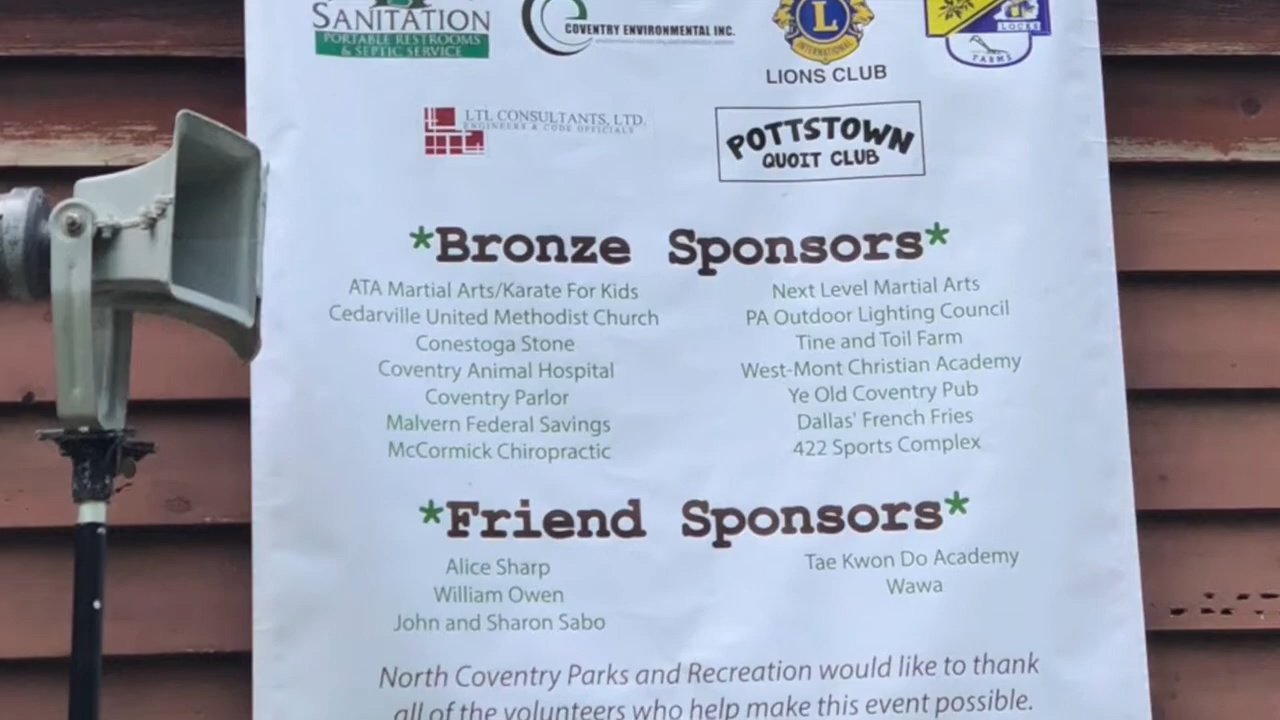 SANITATION
PORTABLE RESTROOMS
& SEPTIC SERVICE
COVENTRY ENVIRONMENTAL INC.
L
INTERNATIONAL
LIONS CLUB
LOCKE
FARMS
LTL CONSULTANTS, LTD.
ENGINEERS & CODE OFFICIALS
POTTSTOWN
QUOIT CLUB
*Bronze Sponsors*
ATA Martial Arts/Karate For Kids
Cedarville United Methodist Church
Conestoga Stone
Coventry Animal Hospital
Coventry Parlor
Malvern Federal Savings
McCormick Chiropractic
Next Level Martial Arts
PA Outdoor Lighting Council
Tine and Toil Farm
West-Mont Christian Academy
Ye Old Coventry Pub
Dallas' French Fries
422 Sports Complex
*Friend Sponsors*
Alice Sharp
William Owen
John and Sharon Sabo
Tae Kwon Do Academy
Wawa
North Coventry Parks and Recreation would like to thank
all of the volunteers who help make this event possible.